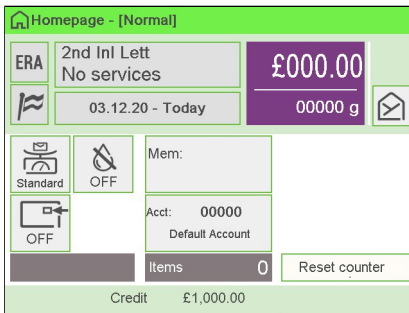 Homepage - [Normal]
ERA
2nd Inl Lett
No services
£000.00
03.12.20 - Today
00000 g
Standard
OFF
Mem:
OFF
Acct: 00000
Default Account
Items 0
Reset counter
Credit £1,000.00